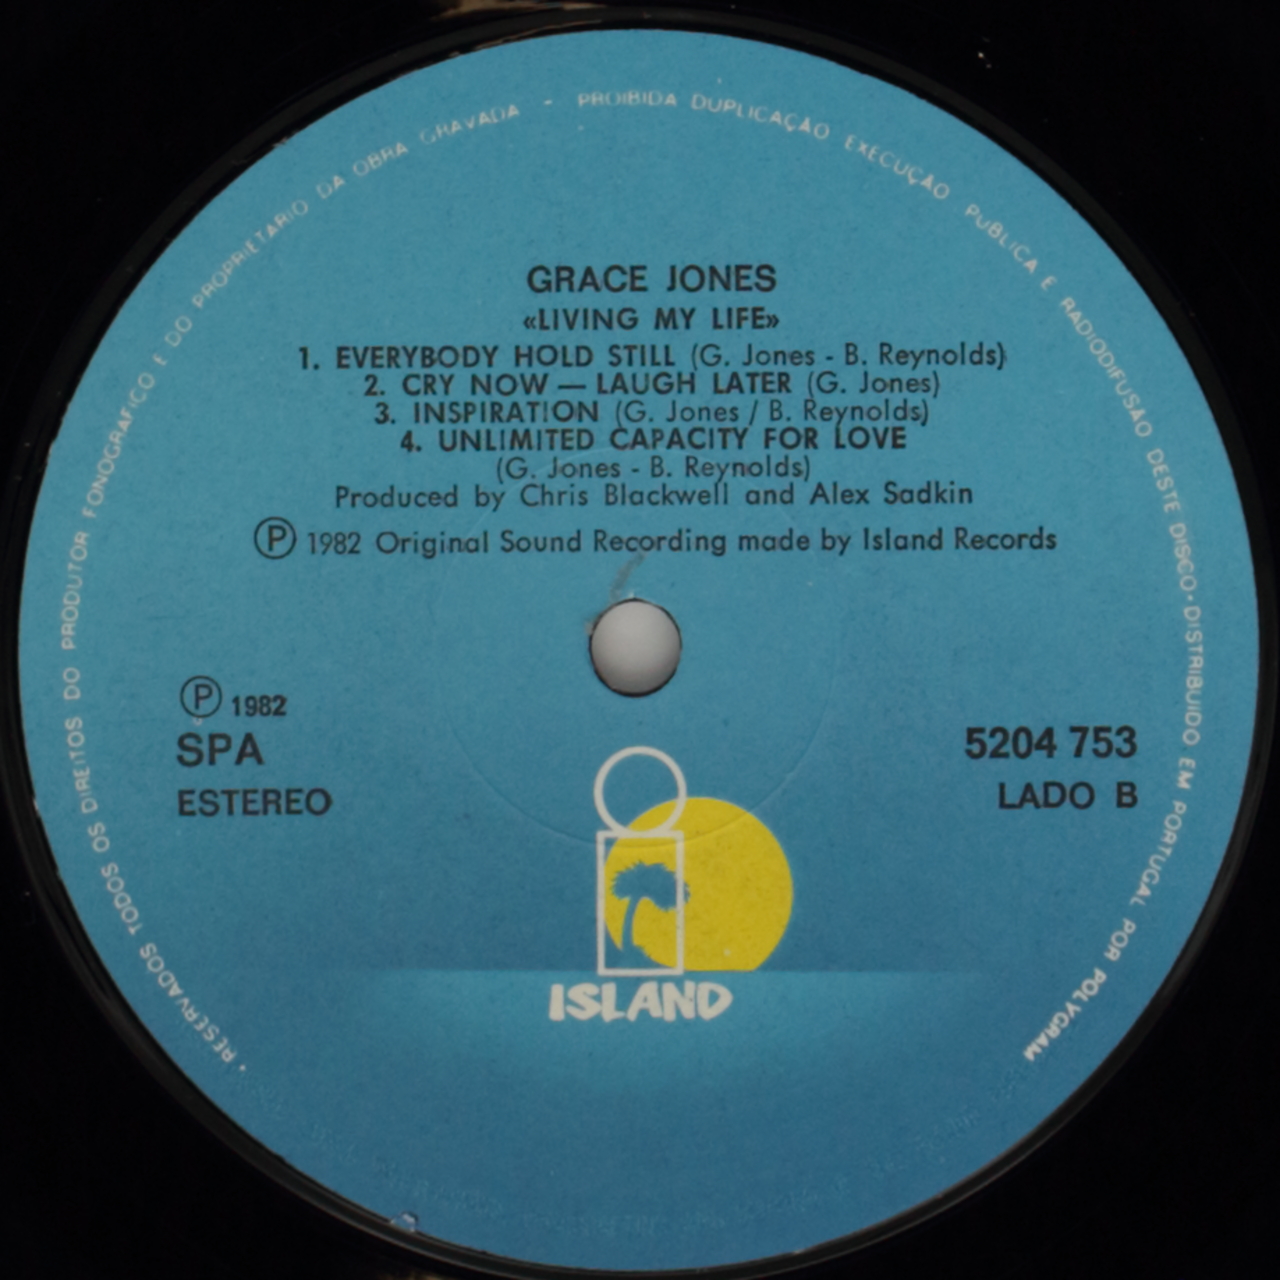 • RESERVADOS TODOS OS DIREITOS DO PRODUTOR FONOGRAFICO E DO PROPRIETARIO DA OBRA GRAVADA - PROIBIDA DUPLICAÇÃO EXECUÇÃO PUBLICA E RADIODIFUSAO DESTE DISCO • DISTRIBUIDO EM PORTUGAL POR POLYGRAM
GRACE JONES
«LIVING MY LIFE»
1. EVERYBODY HOLD STILL (G. Jones - B. Reynolds)
2. CRY NOW — LAUGH LATER (G. Jones)
3. INSPIRATION (G. Jones / B. Reynolds)
4. UNLIMITED CAPACITY FOR LOVE
(G. Jones - B. Reynolds)
Produced by Chris Blackwell and Alex Sadkin
Ⓟ 1982 Original Sound Recording made by Island Records
Ⓟ 1982
SPA
ESTEREO
5204 753
LADO B
ISLAND